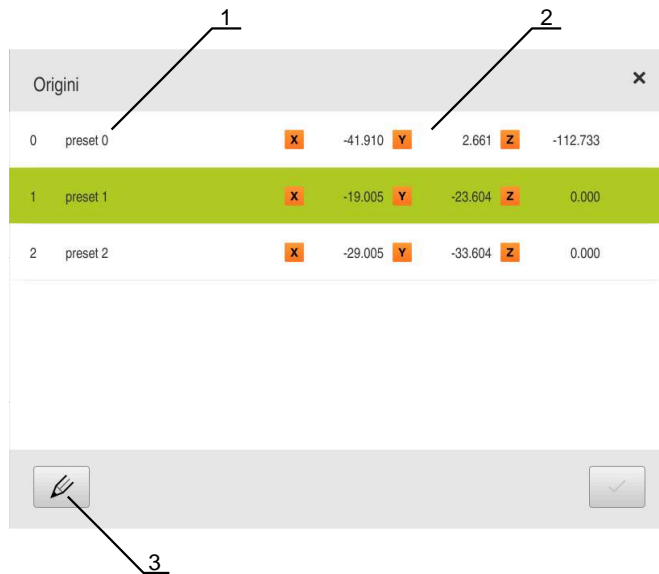 1 2
Origini ×
0 preset 0 X -41.910 Y 2.661 Z -112.733
1 preset 1 X -19.005 Y -23.604 Z 0.000
2 preset 2 X -29.005 Y -33.604 Z 0.000
3